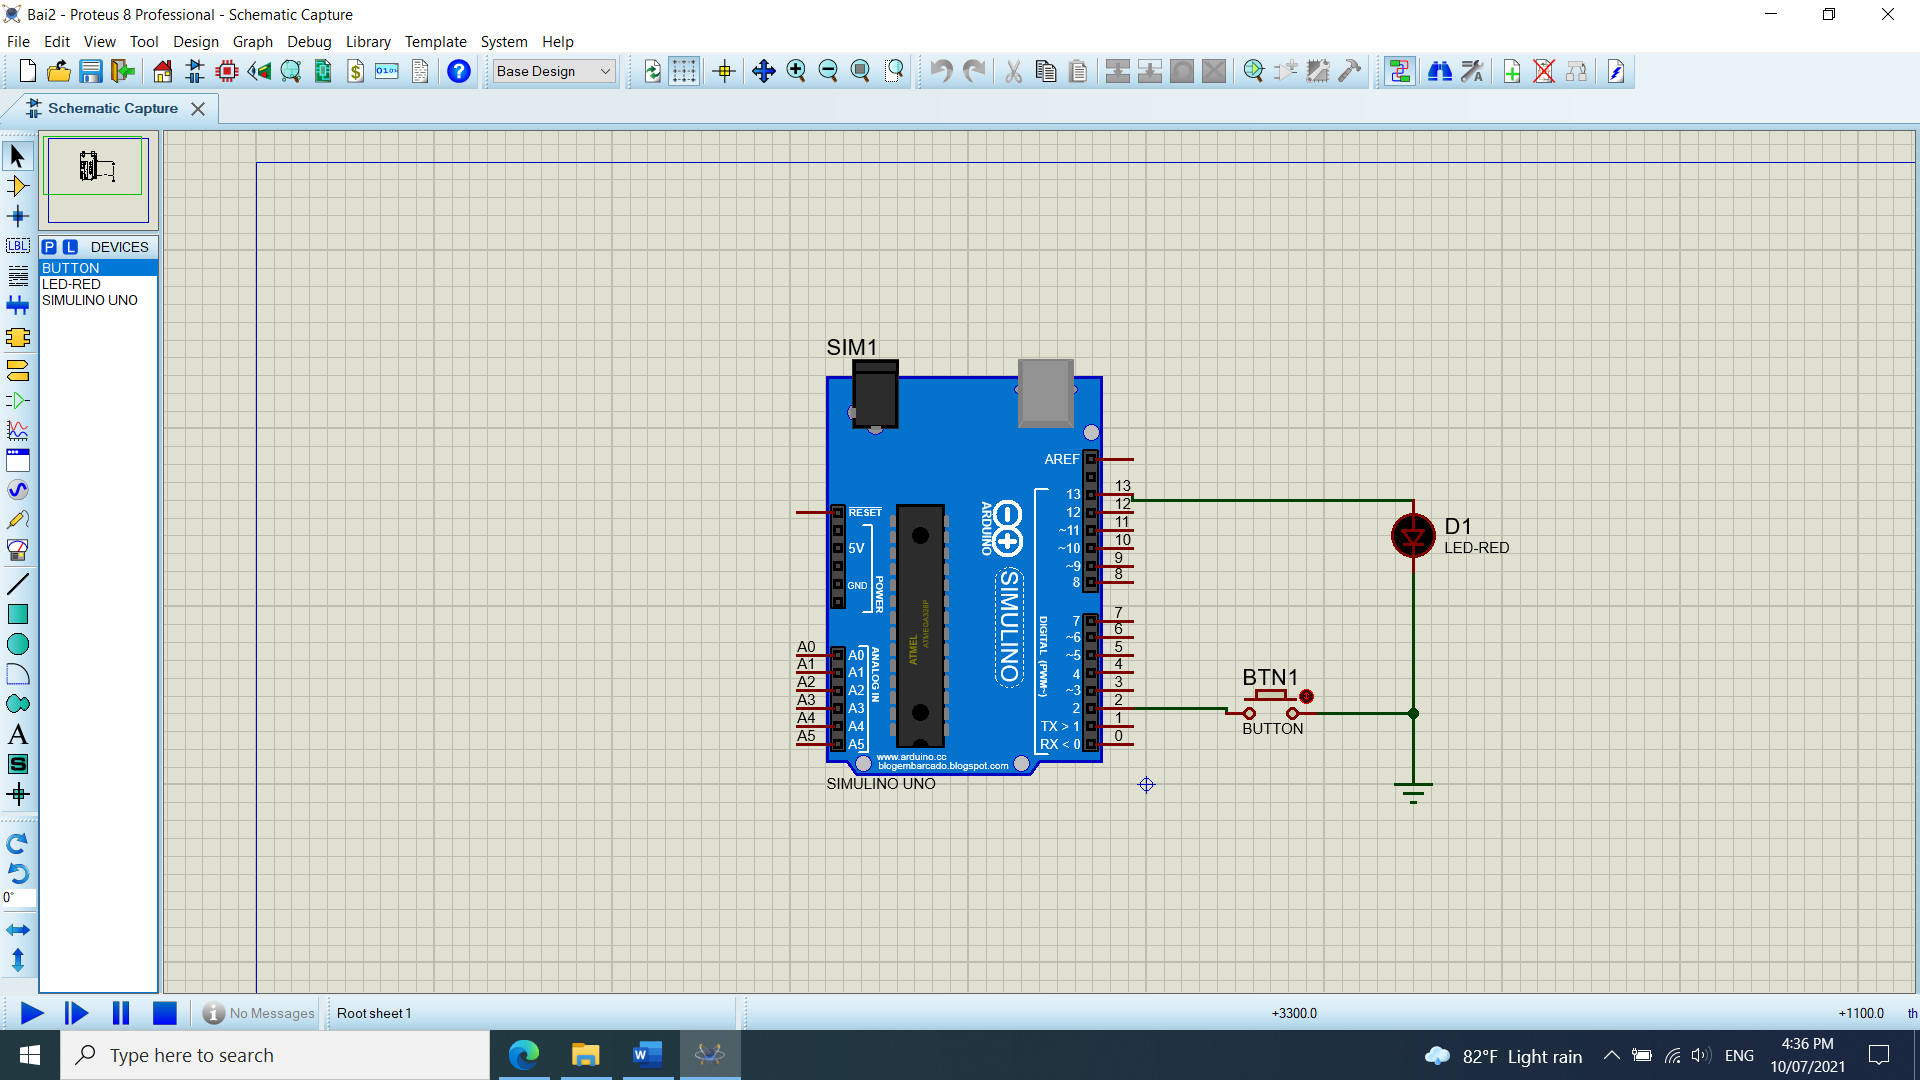 Bai2 - Proteus 8 Professional - Schematic Capture
File Edit View Tool Design Graph Debug Library Template System Help
Base Design
Schematic Capture
P L DEVICES
BUTTON
LED-RED
SIMULINO UNO
LBL
A
S
0°
SIM1
AREF
13 13
12 12
~11 11
~10 10
~9 9
8 8
7 7
~6 6
~5 5
4 4
~3 3
2 2
TX > 1 1
RX < 0 0
RESET
5V
GND
POWER
A0 A0
A1 A1
A2 A2
A3 A3
A4 A4
A5 A5
ANALOG IN
ATMEL
ATMEGA328P
ARDUINO
SIMULINO
DIGITAL (PWM~)
www.arduino.cc
blogembarcado.blogspot.com
SIMULINO UNO
D1
LED-RED
BTN1
BUTTON
No Messages
Root sheet 1
+3300.0
+1100.0
th
Type here to search
82°F Light rain
ENG
4:36 PM
10/07/2021